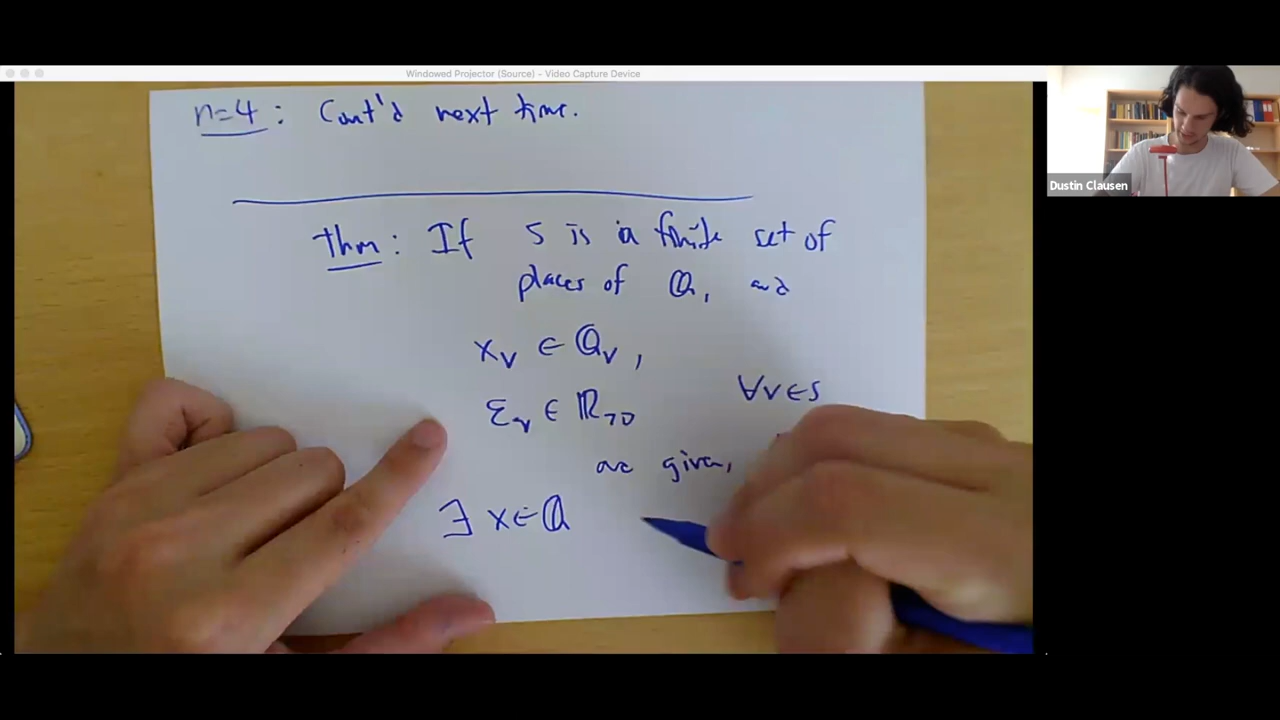 Windowed Projector (Source) - Video Capture Device
n=4: Cont'd next time.
Thm: If S is a finite set of
places of ℚ, and
x_v ∈ ℚ_v,
ε_v ∈ ℝ_>0 ∀v∈S
are given,
∃ x∈ℚ
Dustin Clausen